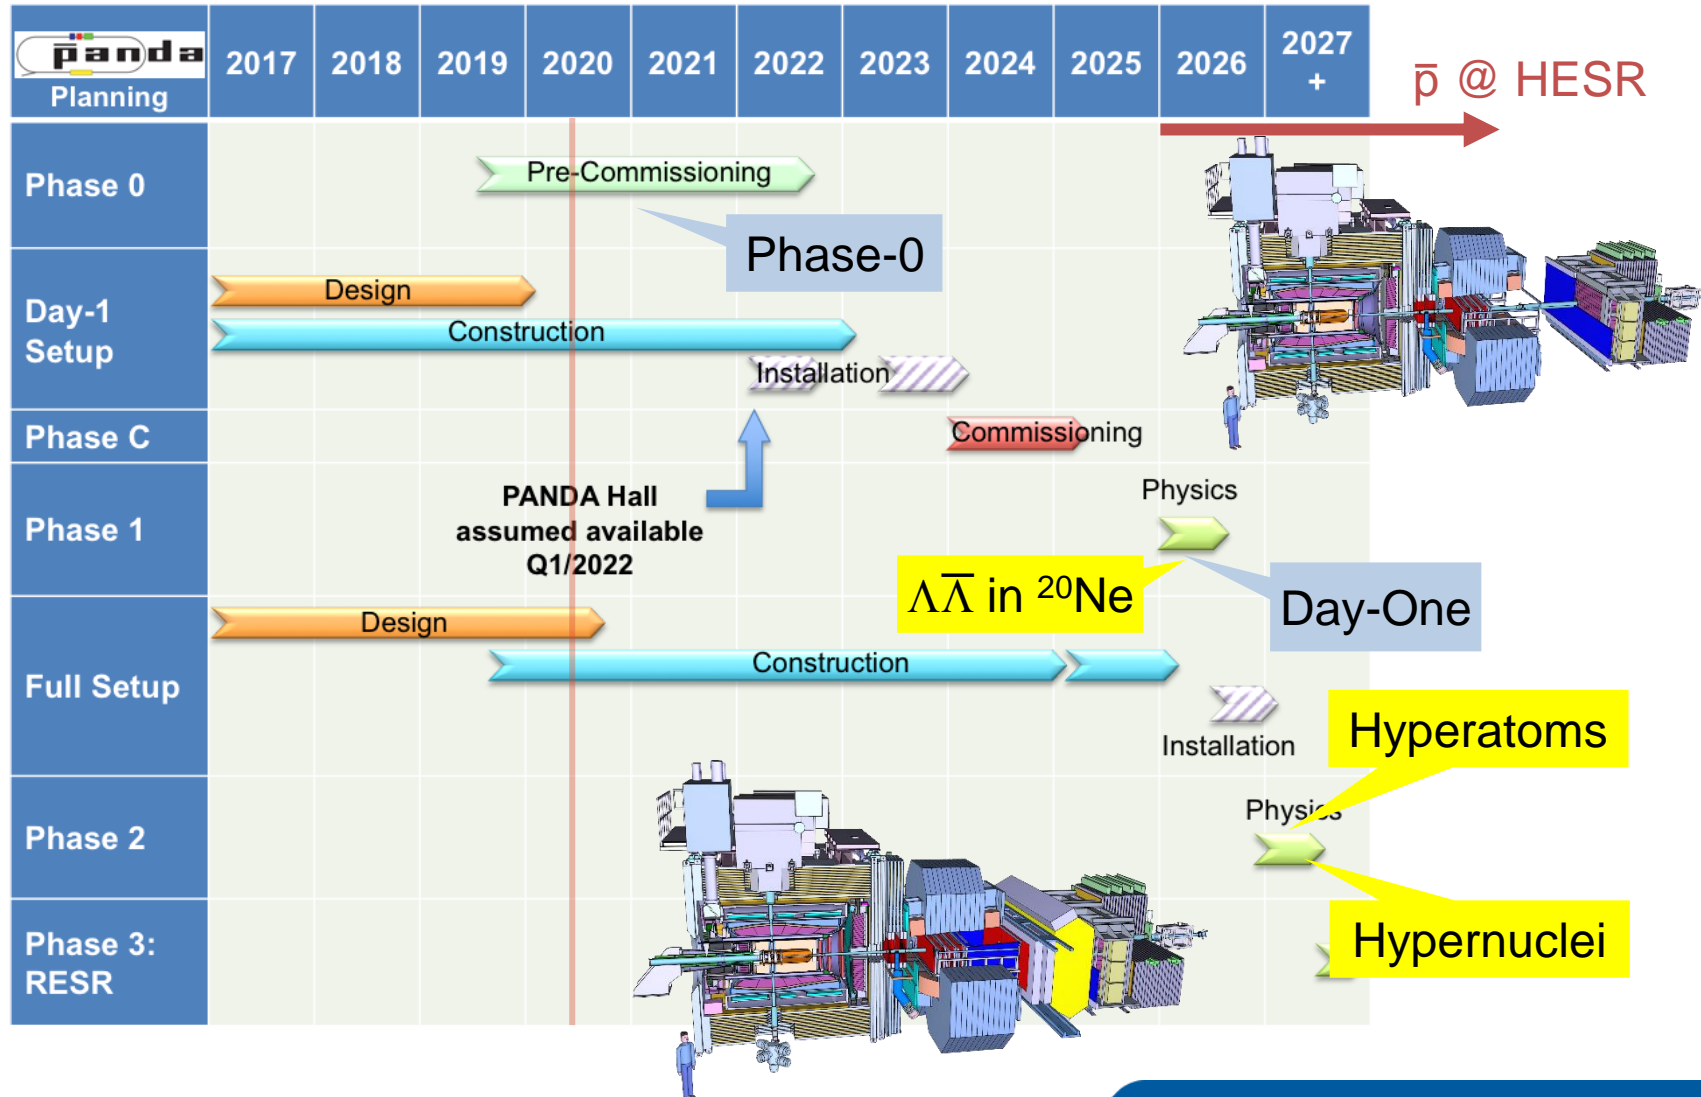 p̄anda
Planning
2017 2018 2019 2020 2021 2022 2023 2024 2025 2026 2027
+
p̄ @ HESR
Phase 0
Pre-Commissioning
Phase-0
Day-1
Setup
Design
Construction
Installation
Phase C
Commissioning
Phase 1
PANDA Hall
assumed available
Q1/2022
Physics
ΛΛ̅ in ²⁰Ne
Day-One
Full Setup
Design
Construction
Installation
Hyperatoms
Phase 2
Physics
Hypernuclei
Phase 3:
RESR